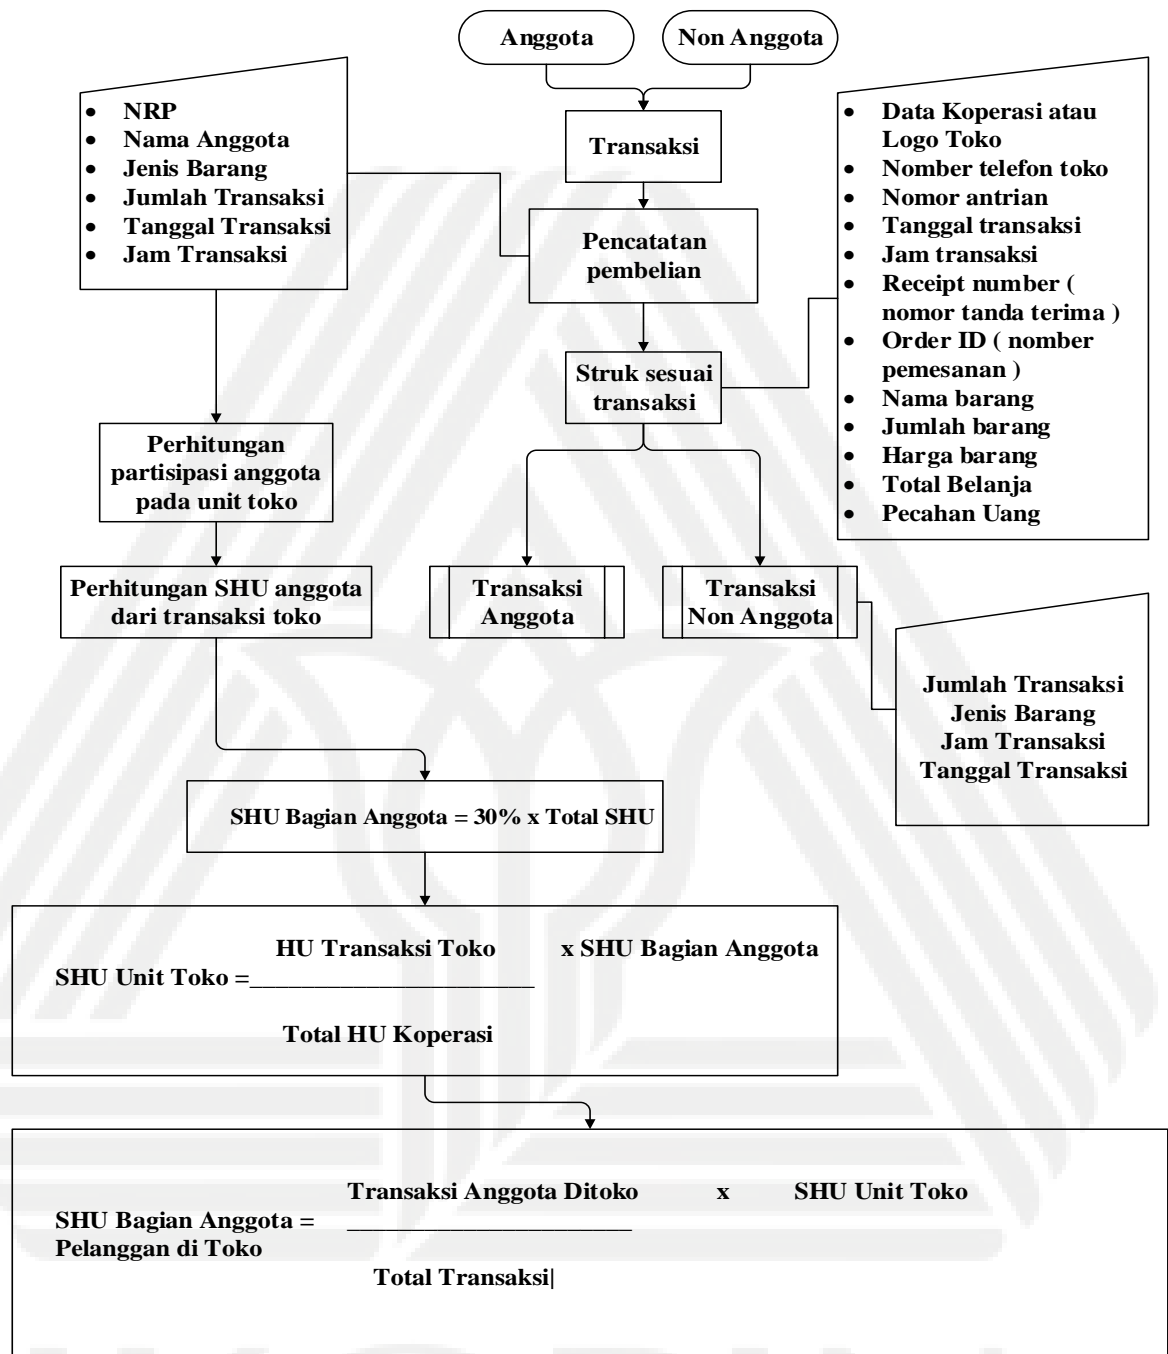 Anggota
Non Anggota
• NRP
• Nama Anggota
• Jenis Barang
• Jumlah Transaksi
• Tanggal Transaksi
• Jam Transaksi
Transaksi
Pencatatan
pembelian
Struk sesuai
transaksi
• Data Koperasi atau
Logo Toko
• Nomber telefon toko
• Nomor antrian
• Tanggal transaksi
• Jam transaksi
• Receipt number (
nomor tanda terima )
• Order ID ( nomber
pemesanan )
• Nama barang
• Jumlah barang
• Harga barang
• Total Belanja
• Pecahan Uang
Perhitungan
partisipasi anggota
pada unit toko
Perhitungan SHU anggota
dari transaksi toko
Transaksi
Anggota
Transaksi
Non Anggota
Jumlah Transaksi
Jenis Barang
Jam Transaksi
Tanggal Transaksi
SHU Bagian Anggota = 30% x Total SHU
HU Transaksi Toko x SHU Bagian Anggota
SHU Unit Toko =______________________
Total HU Koperasi
Transaksi Anggota Ditoko x SHU Unit Toko
SHU Bagian Anggota = ______________________
Pelanggan di Toko
Total Transaksi|